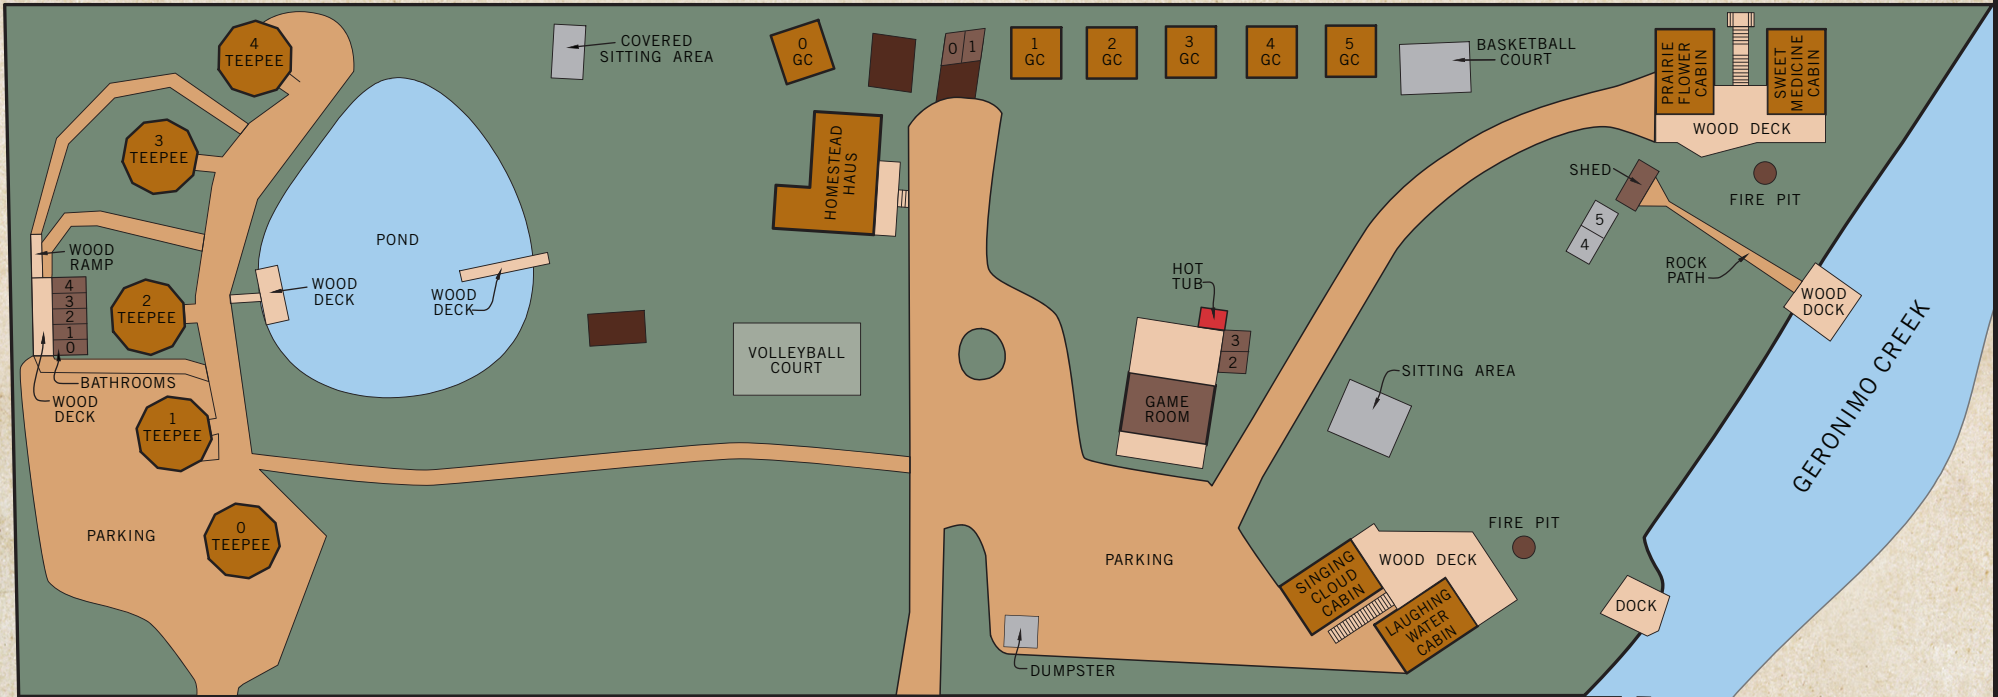 4
TEEPEE
COVERED
SITTING AREA
0
GC
0 1
1
GC
2
GC
3
GC
4
GC
5
GC
BASKETBALL
COURT
PRAIRIE
FLOWER
CABIN
SWEET
MEDICINE
CABIN
WOOD DECK
3
TEEPEE
HOMESTEAD
HAUS
SHED
FIRE PIT
5
4
POND
WOOD
RAMP
WOOD
DECK
WOOD
DECK
HOT
TUB
ROCK
PATH
WOOD
DOCK
4
3
2
1
0
2
TEEPEE
VOLLEYBALL
COURT
3
2
GERONIMO CREEK
BATHROOMS
WOOD
DECK
SITTING AREA
GAME
ROOM
1
TEEPEE
PARKING
0
TEEPEE
FIRE PIT
PARKING
WOOD DECK
SINGING
CLOUD
CABIN
LAUGHING
WATER
CABIN
DOCK
DUMPSTER